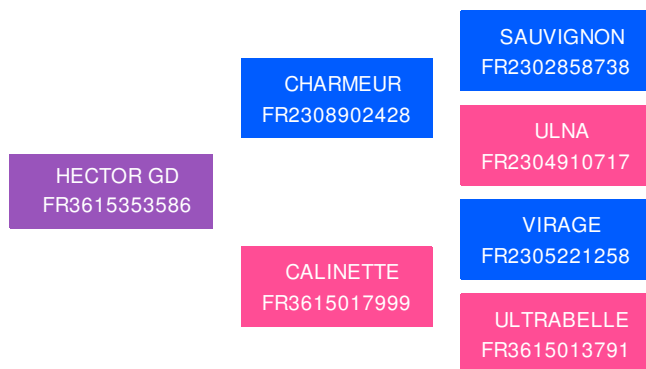 SAUVIGNON
FR2302858738
CHARMEUR
FR2308902428
ULNA
FR2304910717
HECTOR GD
FR3615353586
VIRAGE
FR2305221258
CALINETTE
FR3615017999
ULTRABELLE
FR3615013791